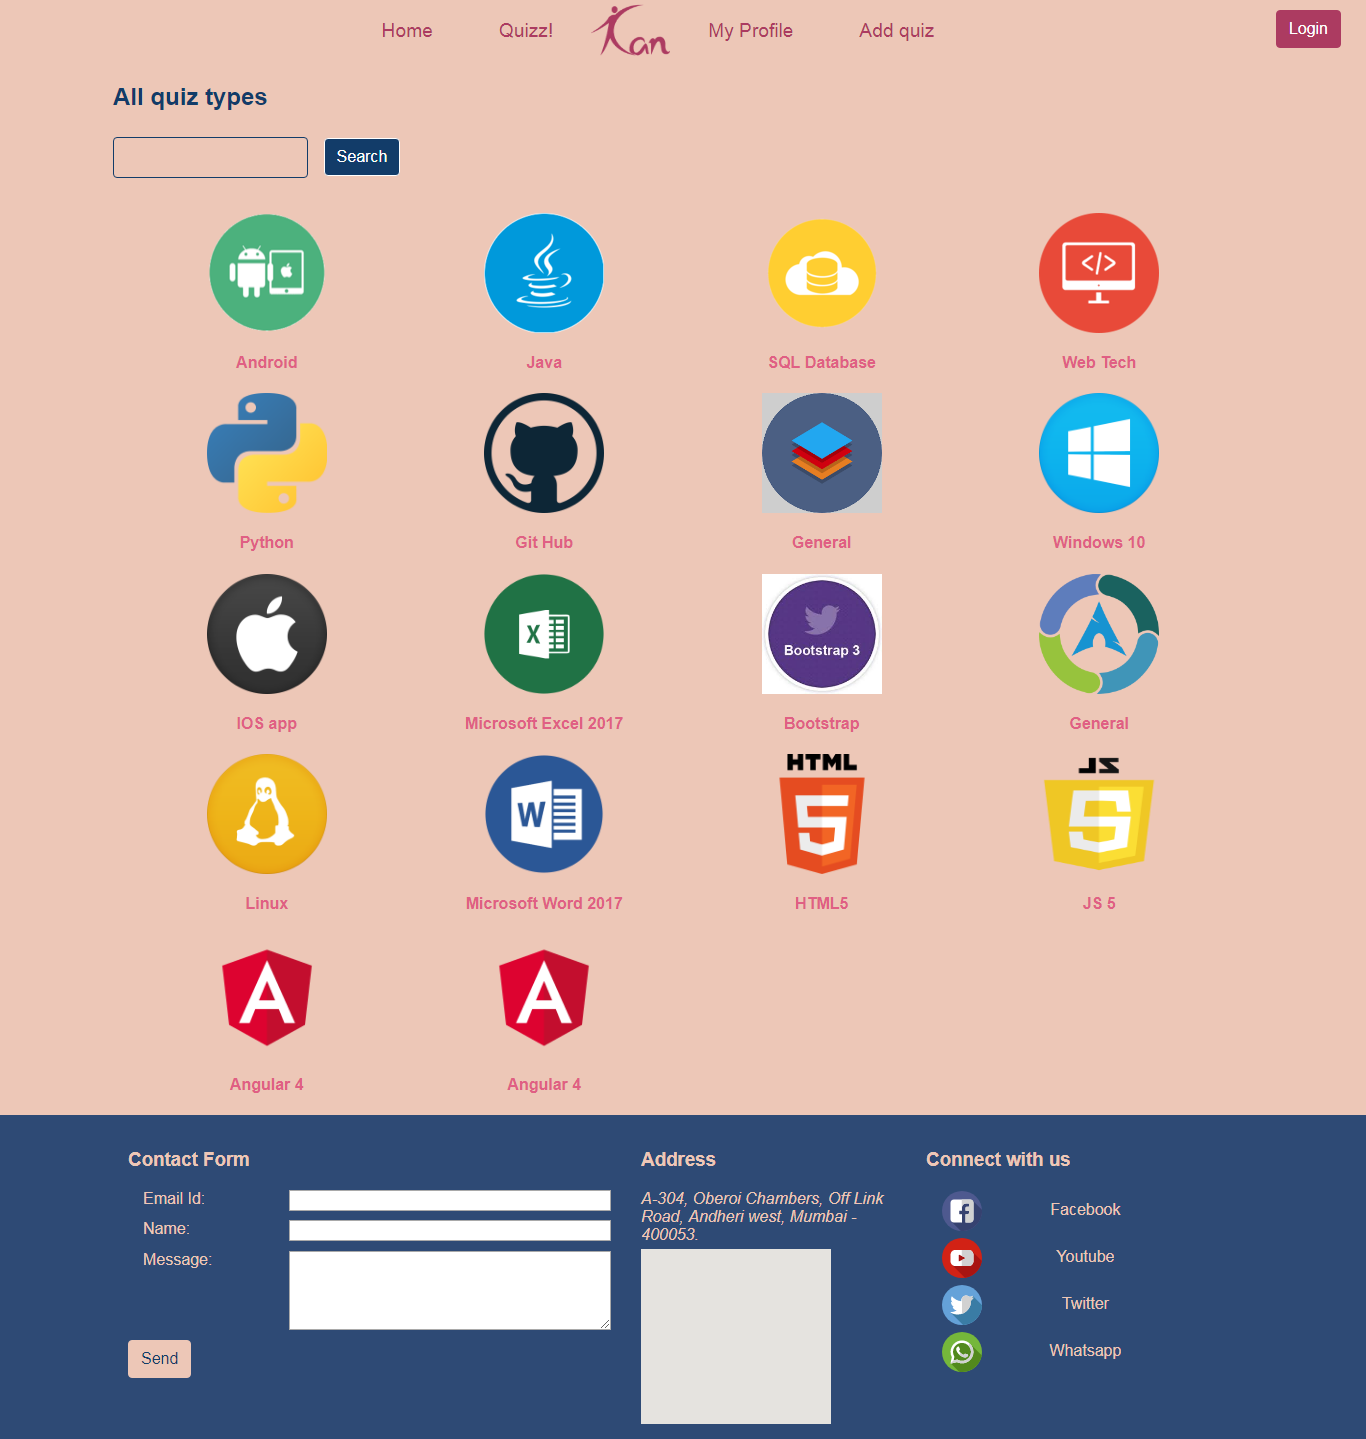 Home
Quizz!
Kan
My Profile
Add quiz
Login
All quiz types
Search
Android
Java
SQL Database
</>
Web Tech
Python
Git Hub
General
Windows 10
IOS app
X
Microsoft Excel 2017
Bootstrap 3
Bootstrap
General
Linux
W
Microsoft Word 2017
HTML
5
HTML5
JS
5
JS 5
A
Angular 4
A
Angular 4
Contact Form
Email Id:
Name:
Message:
Send
Address
A-304, Oberoi Chambers, Off Link
Road, Andheri west, Mumbai -
400053.
Connect with us
Facebook
Youtube
Twitter
Whatsapp